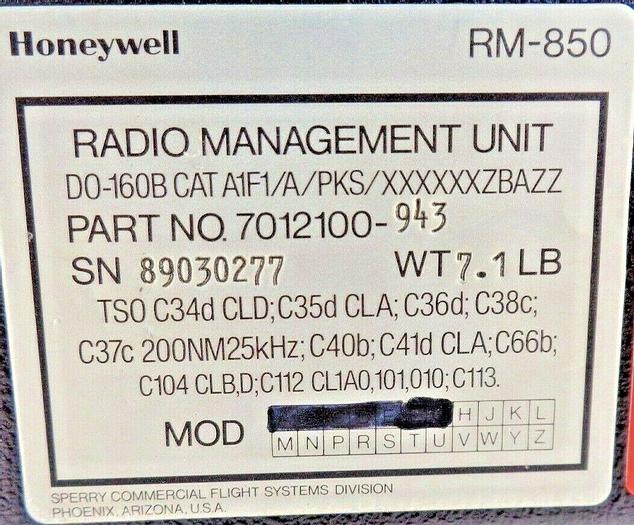 Honeywell RM-850
RADIO MANAGEMENT UNIT
DO-160B CAT A1F1/A/PKS/XXXXXXZBAZZ
PART NO. 7012100-943
SN 89030277 WT 7.1 LB
TSO C34d CLD; C35d CLA; C36d; C38c;
C37c 200NM25kHz; C40b; C41d CLA; C66b;
C104 CLB,D; C112 CL1A0,101,010; C113.
H J K L
MOD
M N P R S T U V W Y Z
SPERRY COMMERCIAL FLIGHT SYSTEMS DIVISION
PHOENIX, ARIZONA, U.S.A.